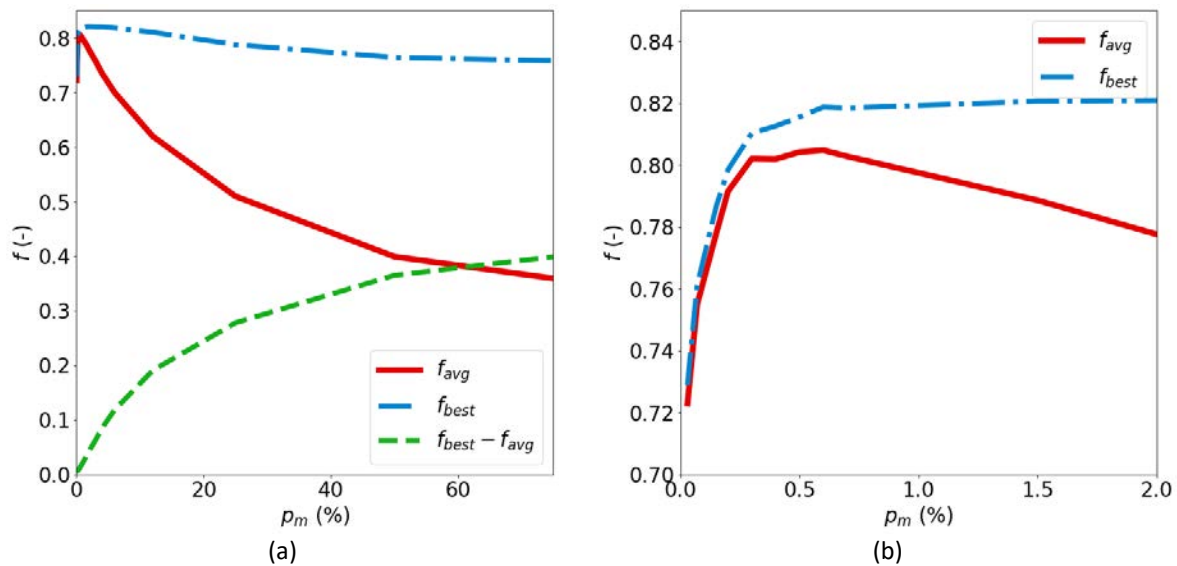 0.8
0.7
0.6
0.5
0.4
0.3
0.2
0.1
0.0
f (-)
0 20 40 60
p_m (%)
f_avg
f_best
f_best − f_avg
(a)
0.84
0.82
0.80
0.78
0.76
0.74
0.72
0.70
f (-)
0.0 0.5 1.0 1.5 2.0
p_m (%)
f_avg
f_best
(b)